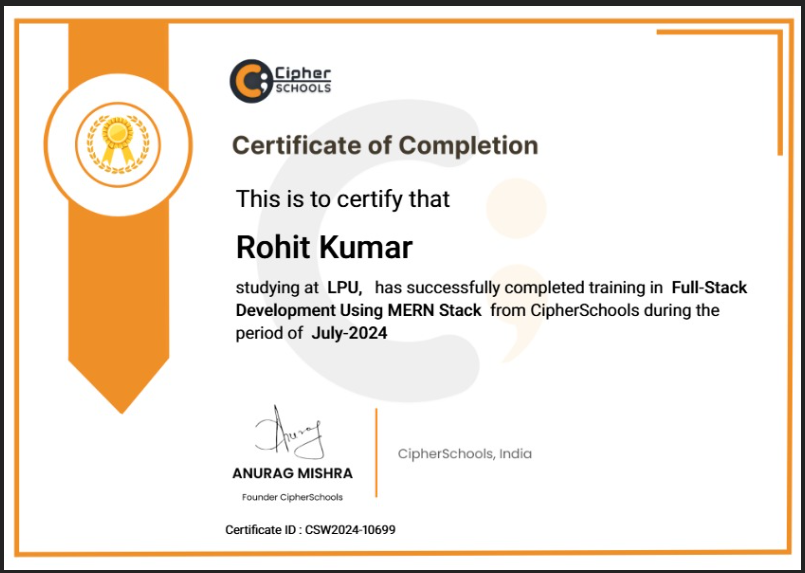 Cipher
SCHOOLS
Certificate of Completion
This is to certify that
Rohit Kumar
studying at LPU, has successfully completed training in Full-Stack
Development Using MERN Stack from CipherSchools during the
period of July-2024
Anurag
ANURAG MISHRA
Founder CipherSchools
CipherSchools, India
Certificate ID : CSW2024-10699